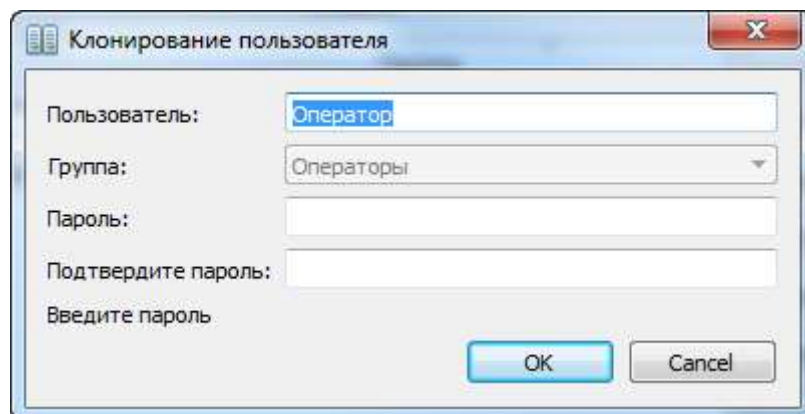 Клонирование пользователя
Пользователь: Оператор
Группа: Операторы
Пароль:
Подтвердите пароль:
Введите пароль
OK Cancel